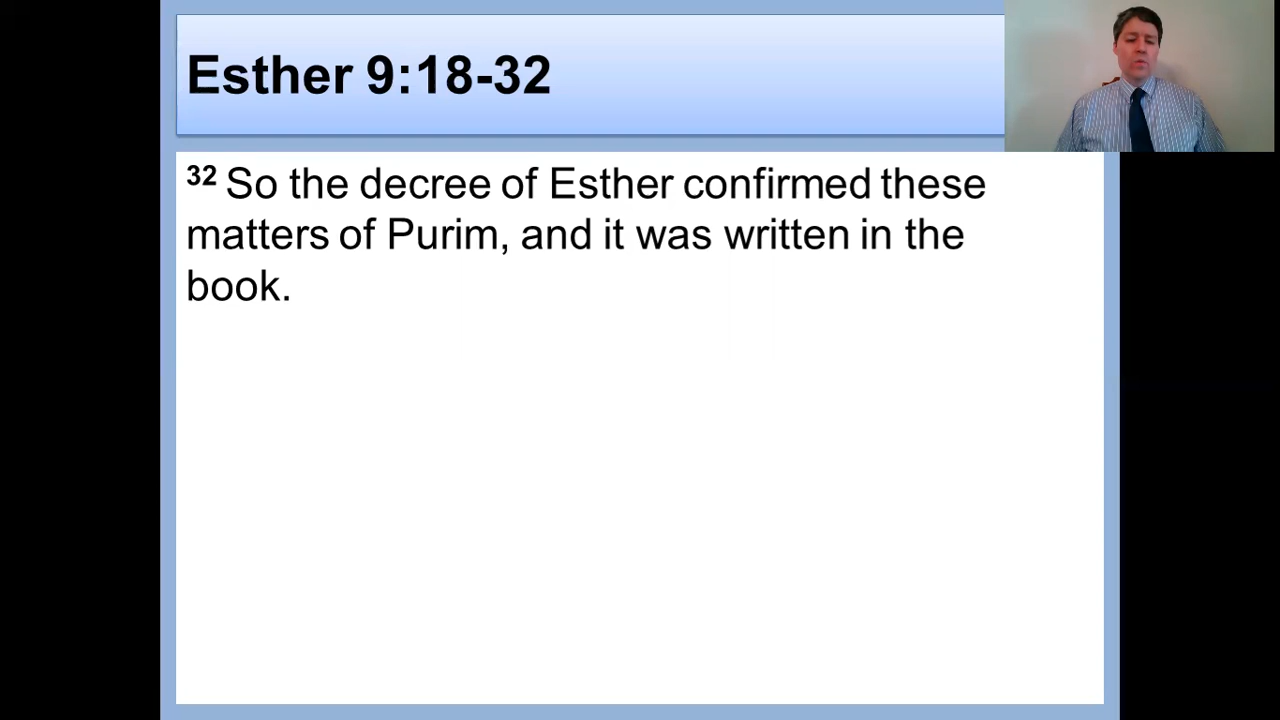 Esther 9:18-32
32 So the decree of Esther confirmed these
matters of Purim, and it was written in the
book.